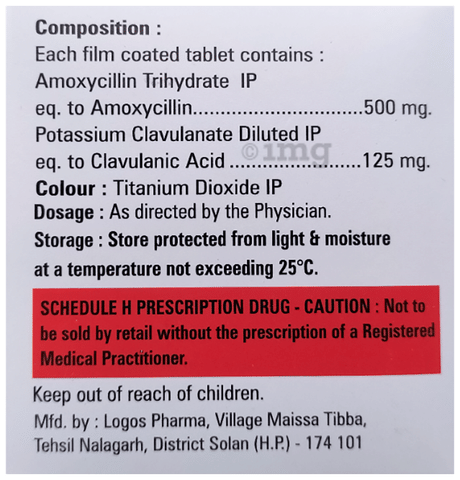 Composition :
Each film coated tablet contains :
Amoxycillin Trihydrate IP
eq. to Amoxycillin..............................500 mg.
Potassium Clavulanate Diluted IP
eq. to Clavulanic Acid .......................125 mg.
©img
Colour : Titanium Dioxide IP
Dosage : As directed by the Physician.
Storage : Store protected from light & moisture
at a temperature not exceeding 25°C.
SCHEDULE H PRESCRIPTION DRUG - CAUTION : Not to
be sold by retail without the prescription of a Registered
Medical Practitioner.
Keep out of reach of children.
Mfd. by : Logos Pharma, Village Maissa Tibba,
Tehsil Nalagarh, District Solan (H.P.) - 174 101